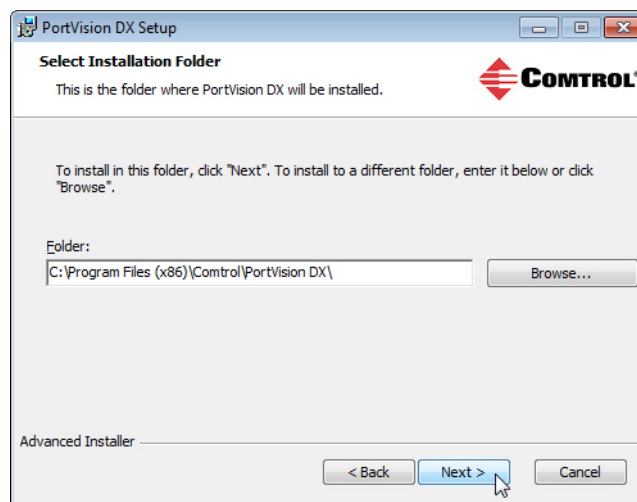 PortVision DX Setup
Select Installation Folder
This is the folder where PortVision DX will be installed.
COMTROL®
To install in this folder, click "Next". To install to a different folder, enter it below or click
"Browse".
Folder:
C:\Program Files (x86)\Comtrol\PortVision DX\
Browse...
Advanced Installer
< Back Next > Cancel